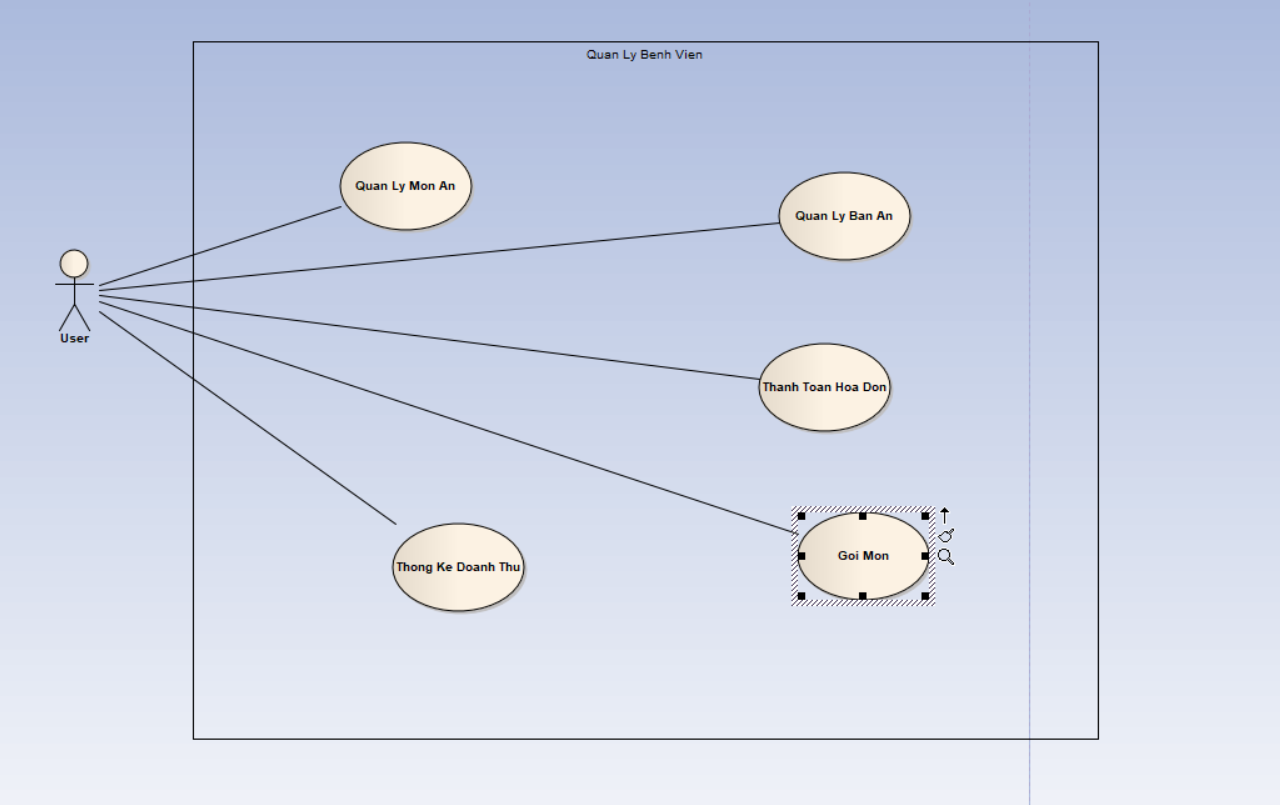 Quan Ly Benh Vien
Quan Ly Mon An
Quan Ly Ban An
User
Thanh Toan Hoa Don
Goi Mon
Thong Ke Doanh Thu